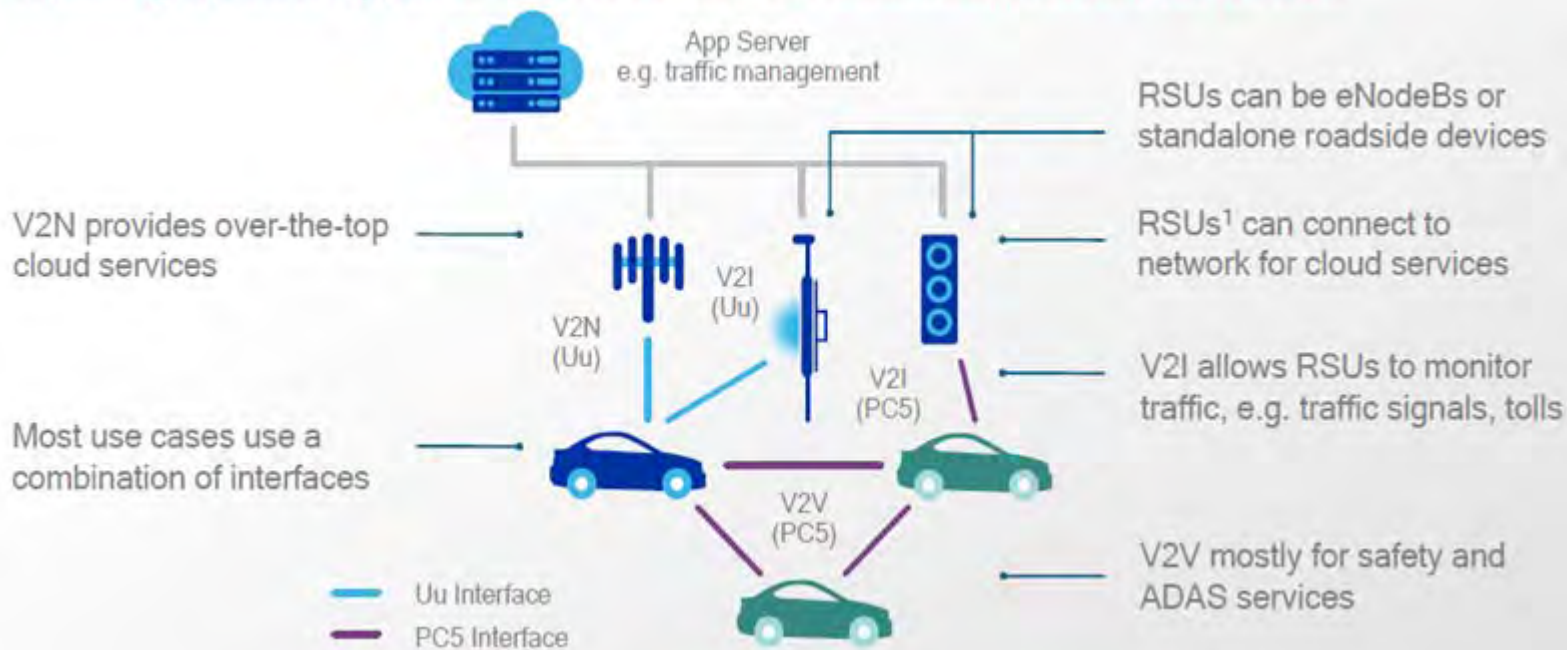 App Server
e.g. traffic management
RSUs can be eNodeBs or
standalone roadside devices
V2N provides over-the-top
cloud services
RSUs¹ can connect to
network for cloud services
V2I
(Uu)
V2N
(Uu)
V2I
(PC5)
V2I allows RSUs to monitor
traffic, e.g. traffic signals, tolls
Most use cases use a
combination of interfaces
V2V
(PC5)
V2V mostly for safety and
ADAS services
Uu Interface
PC5 Interface